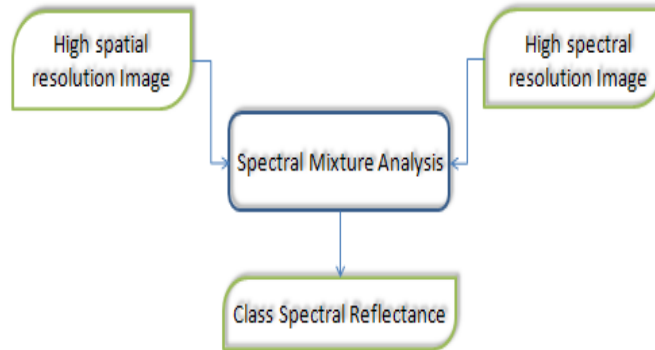 High spatial
resolution Image
High spectral
resolution Image
Spectral Mixture Analysis
Class Spectral Reflectance